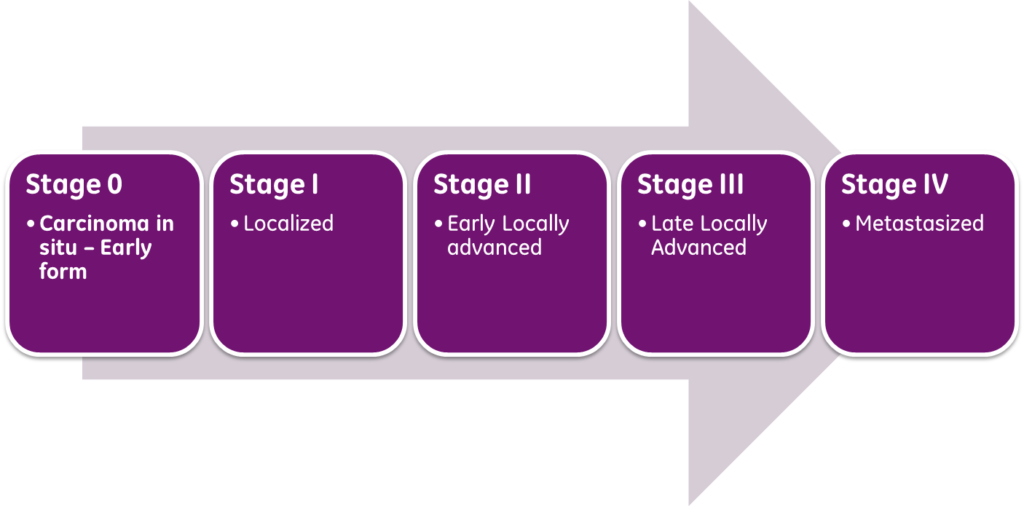 Stage 0
• Carcinoma in
situ – Early
form
Stage I
• Localized
Stage II
• Early Locally
advanced
Stage III
• Late Locally
Advanced
Stage IV
• Metastasized